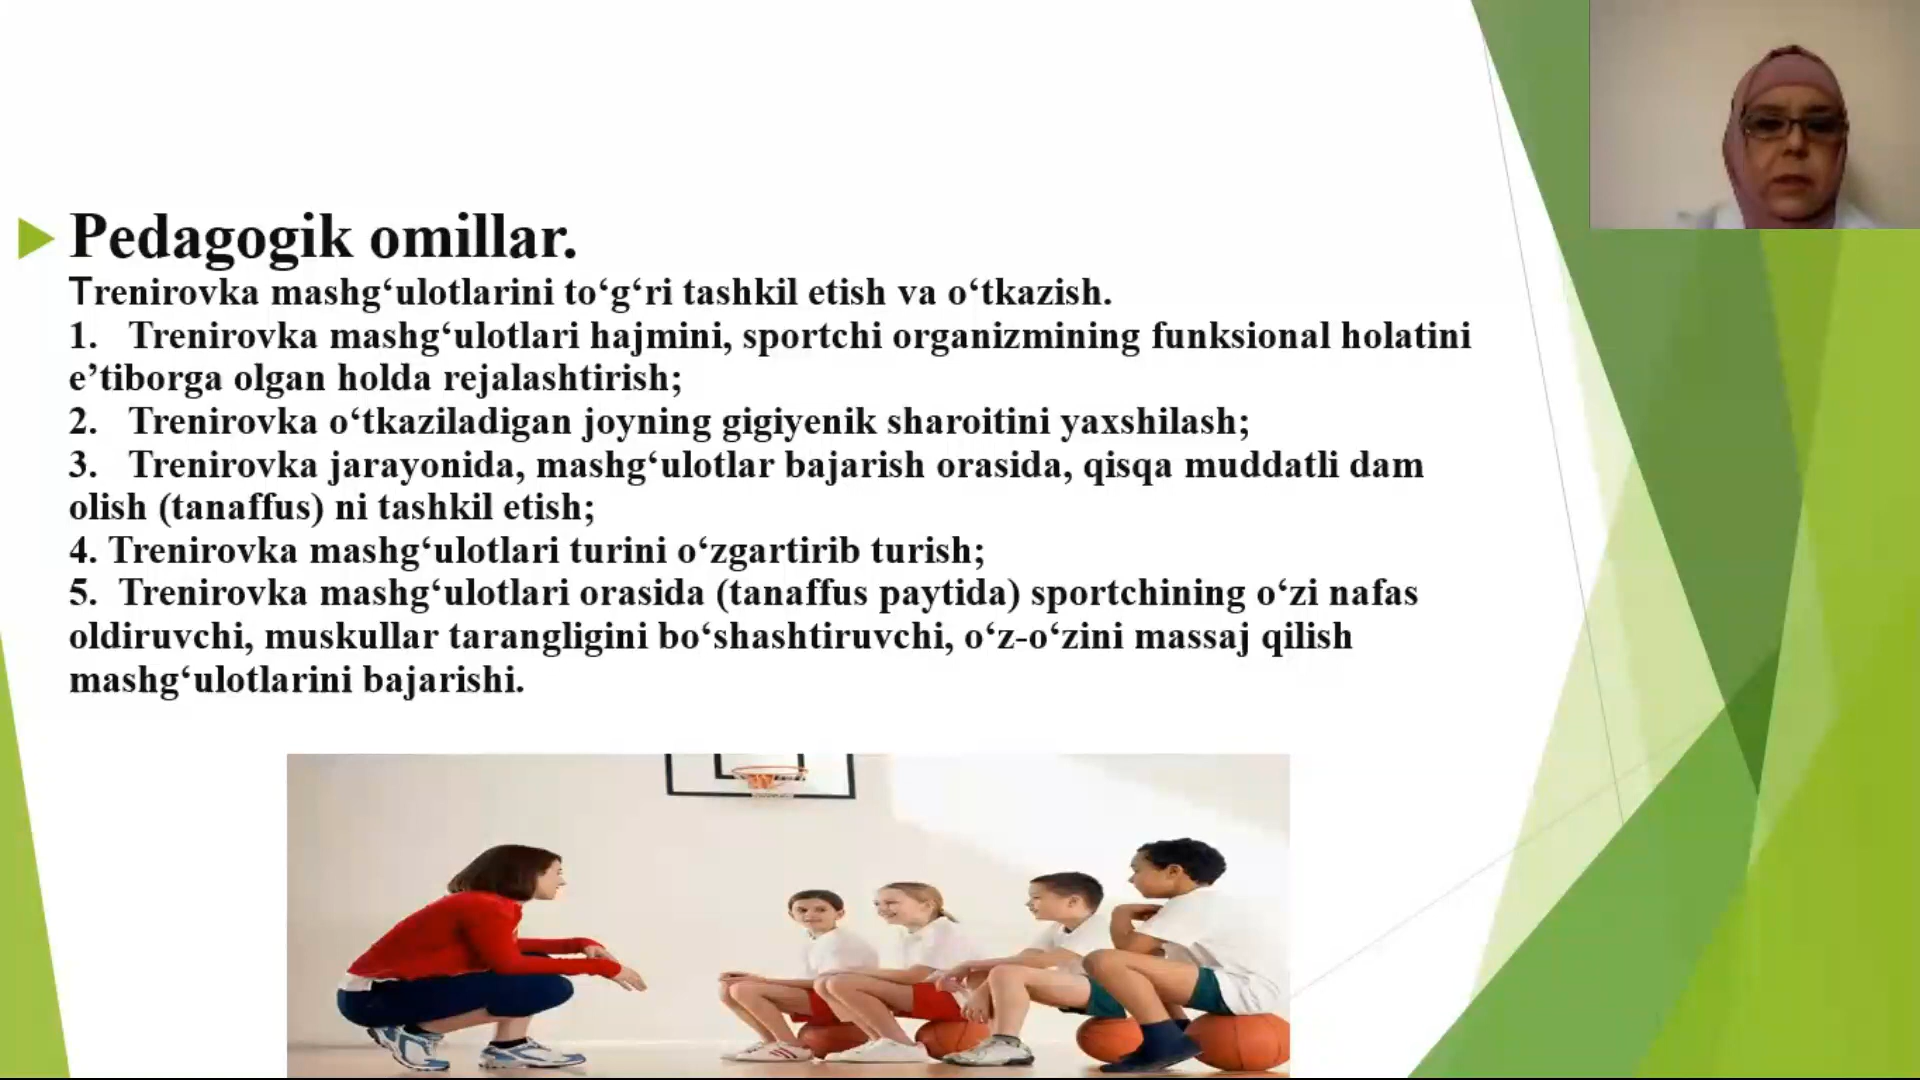 Pedagogik omillar.
Trenirovka mashg‘ulotlarini to‘g‘ri tashkil etish va o‘tkazish.
1. Trenirovka mashg‘ulotlari hajmini, sportchi organizmining funksional holatini
e’tiborga olgan holda rejalashtirish;
2. Trenirovka o‘tkaziladigan joyning gigiyenik sharoitini yaxshilash;
3. Trenirovka jarayonida, mashg‘ulotlar bajarish orasida, qisqa muddatli dam
olish (tanaffus) ni tashkil etish;
4. Trenirovka mashg‘ulotlari turini o‘zgartirib turish;
5. Trenirovka mashg‘ulotlari orasida (tanaffus paytida) sportchining o‘zi nafas
oldiruvchi, muskullar tarangligini bo‘shashtiruvchi, o‘z-o‘zini massaj qilish
mashg‘ulotlarini bajarishi.